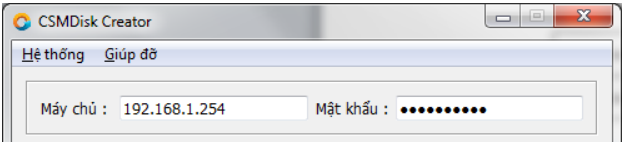 CSMDisk Creator
Hệ thống Giúp đỡ
Máy chủ : 192.168.1.254 Mật khẩu : ●●●●●●●●●●